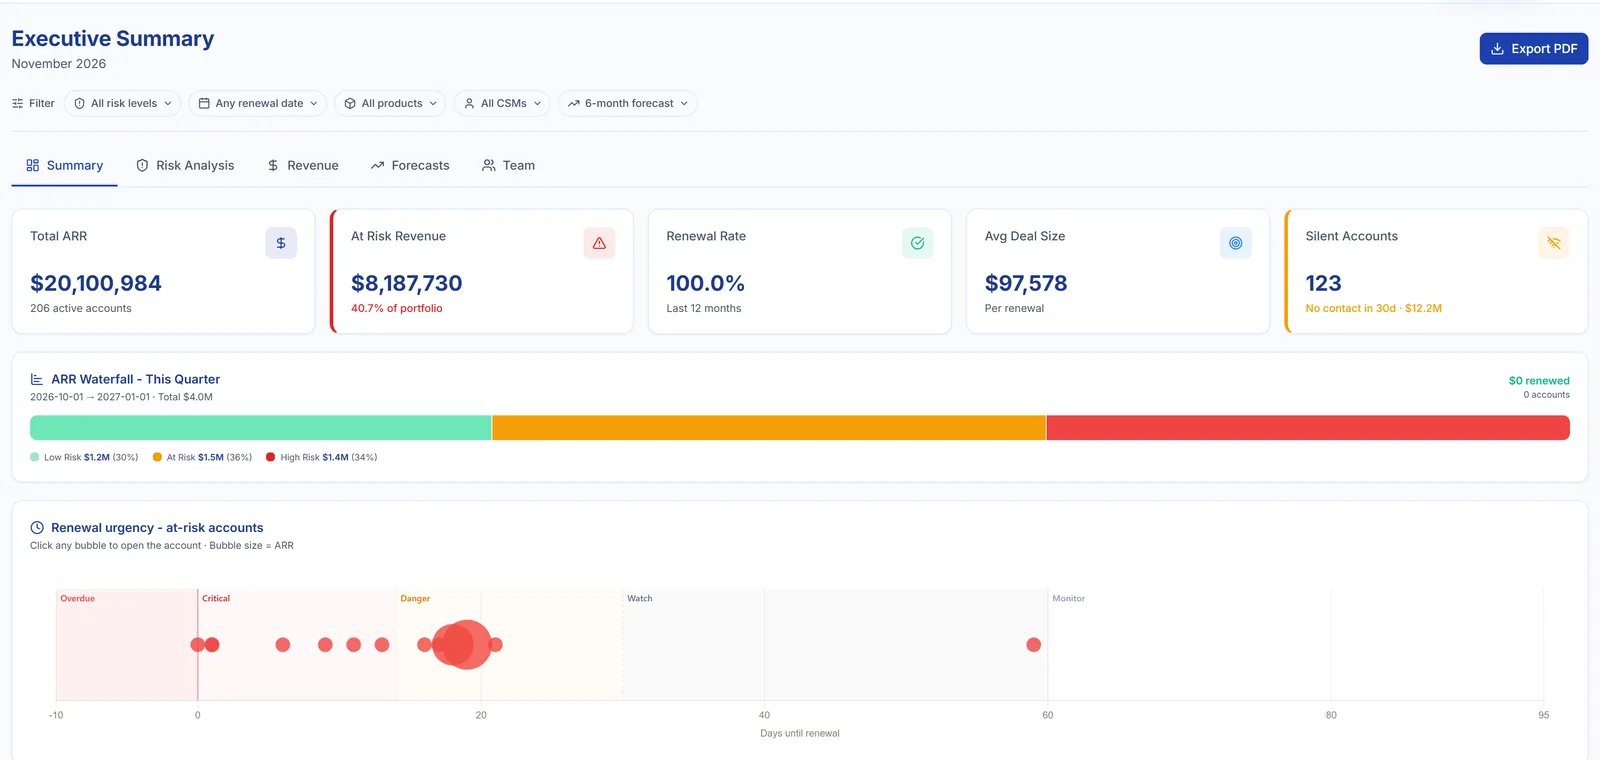 Executive Summary
November 2026
Export PDF
Filter
All risk levels
Any renewal date
All products
All CSMs
6-month forecast
Summary
Risk Analysis
Revenue
Forecasts
Team
Total ARR
$20,100,984
206 active accounts
At Risk Revenue
$8,187,730
40.7% of portfolio
Renewal Rate
100.0%
Last 12 months
Avg Deal Size
$97,578
Per renewal
Silent Accounts
123
No contact in 30d · $12.2M
ARR Waterfall - This Quarter
2026-10-01 → 2027-01-01 · Total $4.0M
$0 renewed
0 accounts
Low Risk $1.2M (30%)
At Risk $1.5M (36%)
High Risk $1.4M (34%)
Renewal urgency - at-risk accounts
Click any bubble to open the account · Bubble size = ARR
Overdue
Critical
Danger
Watch
Monitor
-10
0
20
40
60
80
95
Days until renewal